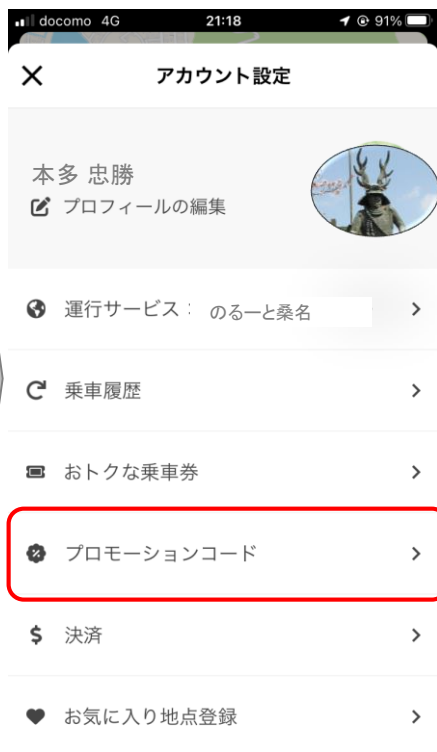 docomo 4G 21:18 91%
アカウント設定
本多 忠勝
プロフィールの編集
運行サービス： のるーと桑名
乗車履歴
おトクな乗車券
プロモーションコード
決済
お気に入り地点登録